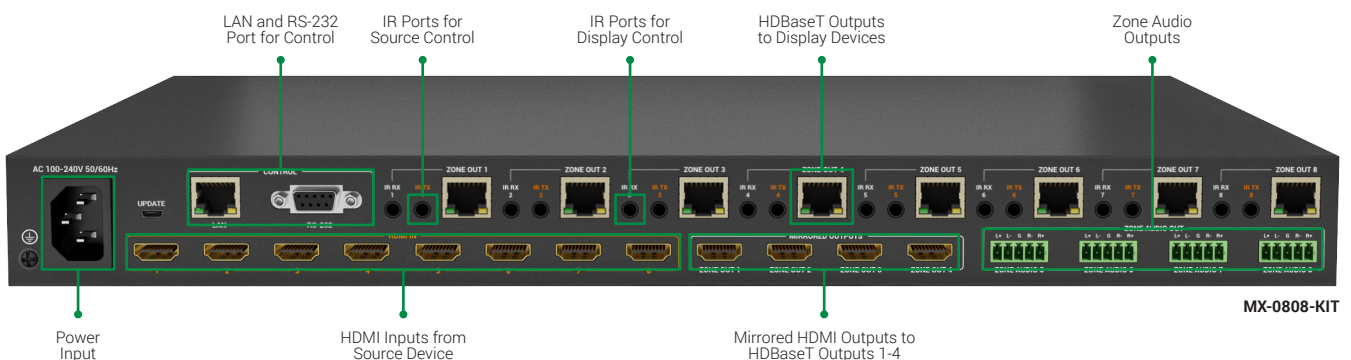 LAN and RS-232
Port for Control
IR Ports for
Source Control
IR Ports for
Display Control
HDBaseT Outputs
to Display Devices
Zone Audio
Outputs
AC 100-240V 50/60Hz
UPDATE
CONTROL
LAN
RS-232
ZONE OUT 1
IR RX
1
IR TX
ZONE OUT 2
IR RX
2
IR TX
2
ZONE OUT 3
IR RX
IR TX
3
ZONE OUT 4
IR RX
4
IR TX
4
ZONE OUT 5
IR RX
5
IR TX
5
ZONE OUT 6
IR RX
6
IR TX
6
ZONE OUT 7
IR RX
7
IR TX
7
ZONE OUT 8
IR RX
8
IR TX
8
HDMI IN
1
2
3
4
5
6
7
8
MIRRORED OUTPUTS
ZONE OUT 1
ZONE OUT 2
ZONE OUT 3
ZONE OUT 4
ZONE AUDIO OUT
L+ L- G R- R+
L+ L- G R- R+
L+ L- G R- R+
L+ L- G R- R+
ZONE AUDIO 5
ZONE AUDIO 6
ZONE AUDIO 7
ZONE AUDIO 8
MX-0808-KIT
Power
Input
HDMI Inputs from
Source Device
Mirrored HDMI Outputs to
HDBaseT Outputs 1-4